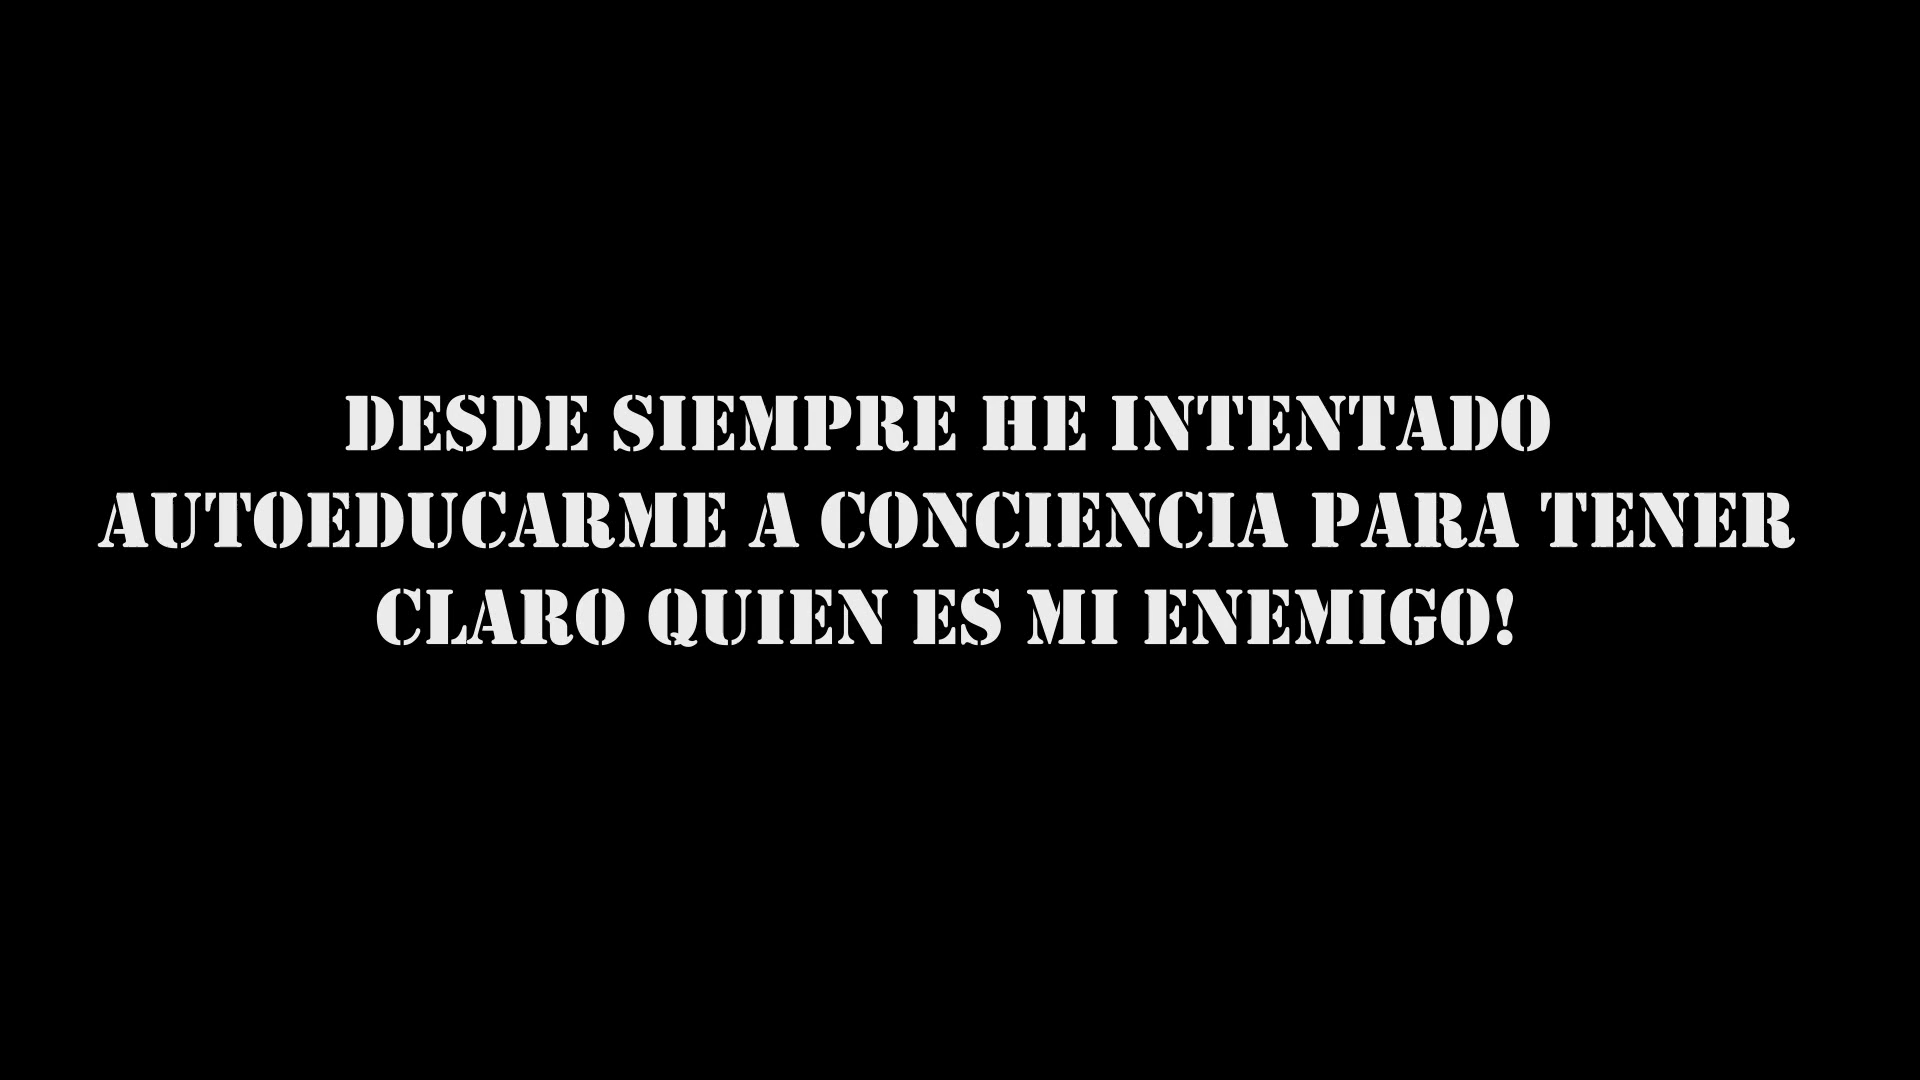 DESDE SIEMPRE HE INTENTADO
AUTOEDUCARME A CONCIENCIA PARA TENER
CLARO QUIEN ES MI ENEMIGO!